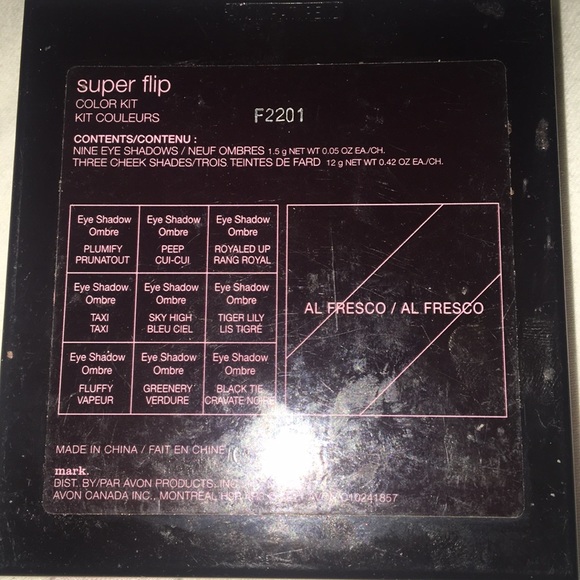 super flip
COLOR KIT
KIT COULEURS
F2201
CONTENTS/CONTENU :
NINE EYE SHADOWS / NEUF OMBRES 1.5 g NET WT 0.05 OZ EA./CH.
THREE CHEEK SHADES/TROIS TEINTES DE FARD 12 g NET WT 0.42 OZ EA./CH.
Eye Shadow
Ombre
PLUMIFY
PRUNATOUT
Eye Shadow
Ombre
PEEP
CUI-CUI
Eye Shadow
Ombre
ROYALED UP
RANG ROYAL
Eye Shadow
Ombre
TAXI
TAXI
Eye Shadow
Ombre
SKY HIGH
BLEU CIEL
Eye Shadow
Ombre
TIGER LILY
LIS TIGRÉ
Eye Shadow
Ombre
FLUFFY
VAPEUR
Eye Shadow
Ombre
GREENERY
VERDURE
Eye Shadow
Ombre
BLACK TIE
CRAVATE NOIRE
AL FRESCO / AL FRESCO
MADE IN CHINA / FAIT EN CHINE
mark.
DIST. BY/PAR AVON PRODUCTS, INC.
AVON CANADA INC., MONTREAL